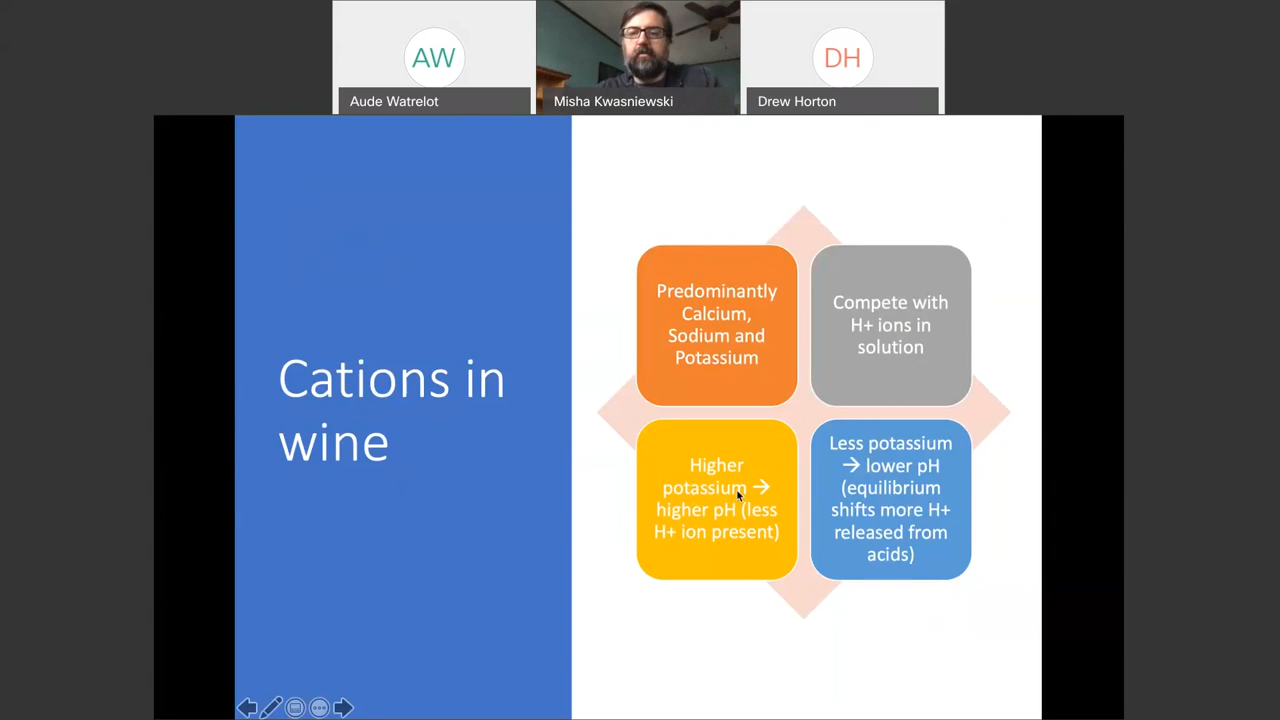 AW
DH
Aude Watrelot
Misha Kwasniewski
Drew Horton
Cations in
wine
Predominantly
Calcium,
Sodium and
Potassium
Compete with
H+ ions in
solution
Higher
potassium →
higher pH (less
H+ ion present)
Less potassium
→ lower pH
(equilibrium
shifts more H+
released from
acids)